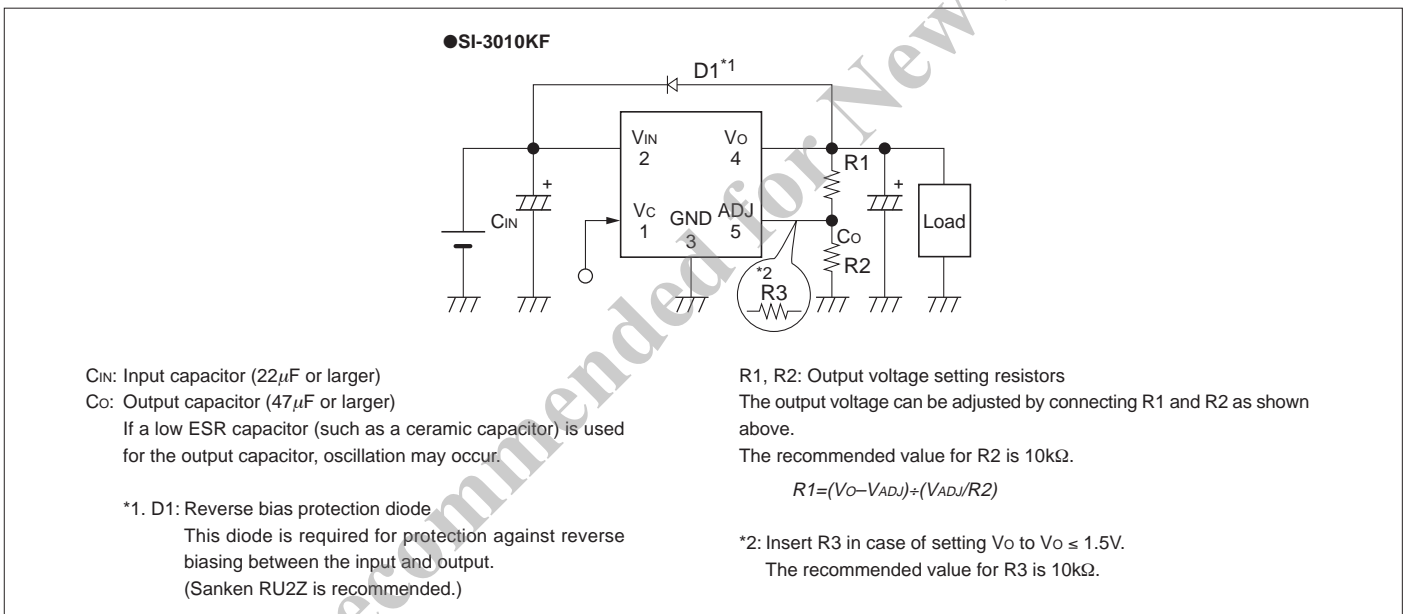 ●SI-3010KF
D1*1
VIN
2
VO
4
R1
+
+
CIN
VC
1
GND
3
ADJ
5
CO
Load
R2
*2
R3
CIN: Input capacitor (22µF or larger)
CO: Output capacitor (47µF or larger)
If a low ESR capacitor (such as a ceramic capacitor) is used
for the output capacitor, oscillation may occur.
*1. D1: Reverse bias protection diode
This diode is required for protection against reverse
biasing between the input and output.
(Sanken RU2Z is recommended.)
R1, R2: Output voltage setting resistors
The output voltage can be adjusted by connecting R1 and R2 as shown
above.
The recommended value for R2 is 10kΩ.
R1=(VO–VADJ)÷(VADJ/R2)
*2: Insert R3 in case of setting VO to VO ≤ 1.5V.
The recommended value for R3 is 10kΩ.
ecommended for New